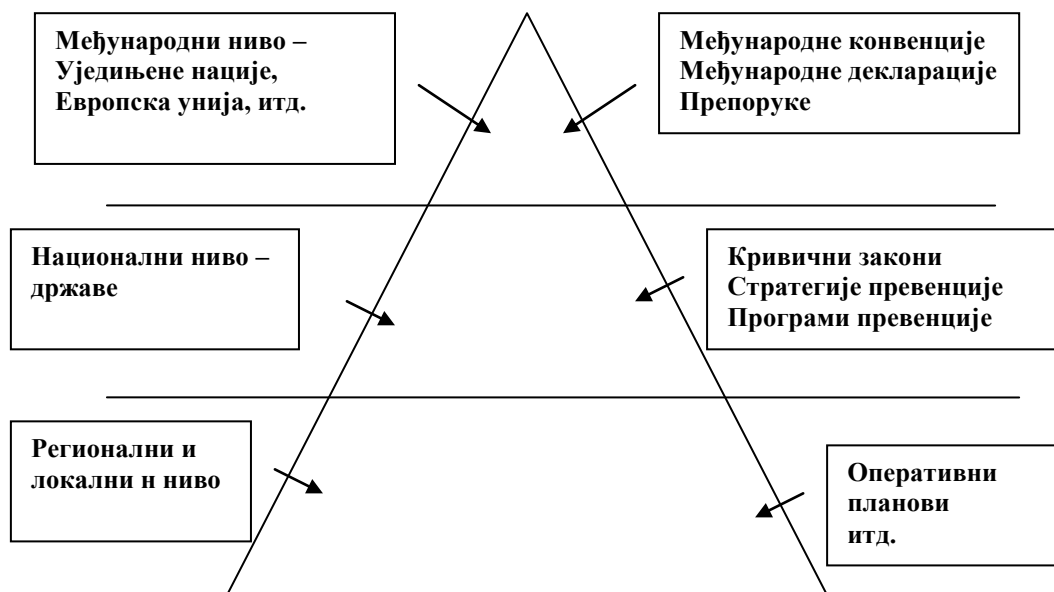 Међународни ниво –
Уједињене нације,
Европска унија, итд.
Међународне конвенције
Међународне декларације
Препоруке
Национални ниво –
државе
Кривични закони
Стратегије превенције
Програми превенције
Регионални и
локални н ниво
Оперативни
планови
итд.